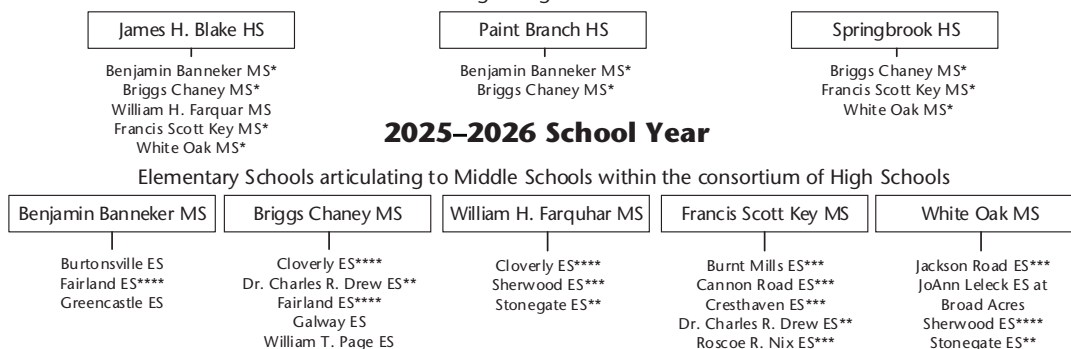 James H. Blake HS
Paint Branch HS
Springbrook HS
Benjamin Banneker MS*
Briggs Chaney MS*
William H. Farquar MS
Francis Scott Key MS*
White Oak MS*
Benjamin Banneker MS*
Briggs Chaney MS*
Briggs Chaney MS*
Francis Scott Key MS*
White Oak MS*
2025–2026 School Year
Elementary Schools articulating to Middle Schools within the consortium of High Schools
Benjamin Banneker MS
Briggs Chaney MS
William H. Farquhar MS
Francis Scott Key MS
White Oak MS
Burtonsville ES
Fairland ES****
Greencastle ES
Cloverly ES****
Dr. Charles R. Drew ES**
Fairland ES****
Galway ES
William T. Page ES
Cloverly ES****
Sherwood ES***
Stonegate ES**
Burnt Mills ES***
Cannon Road ES***
Cresthaven ES***
Dr. Charles R. Drew ES**
Roscoe R. Nix ES***
Jackson Road ES***
JoAnn Leleck ES at
Broad Acres
Sherwood ES****
Stonegate ES**